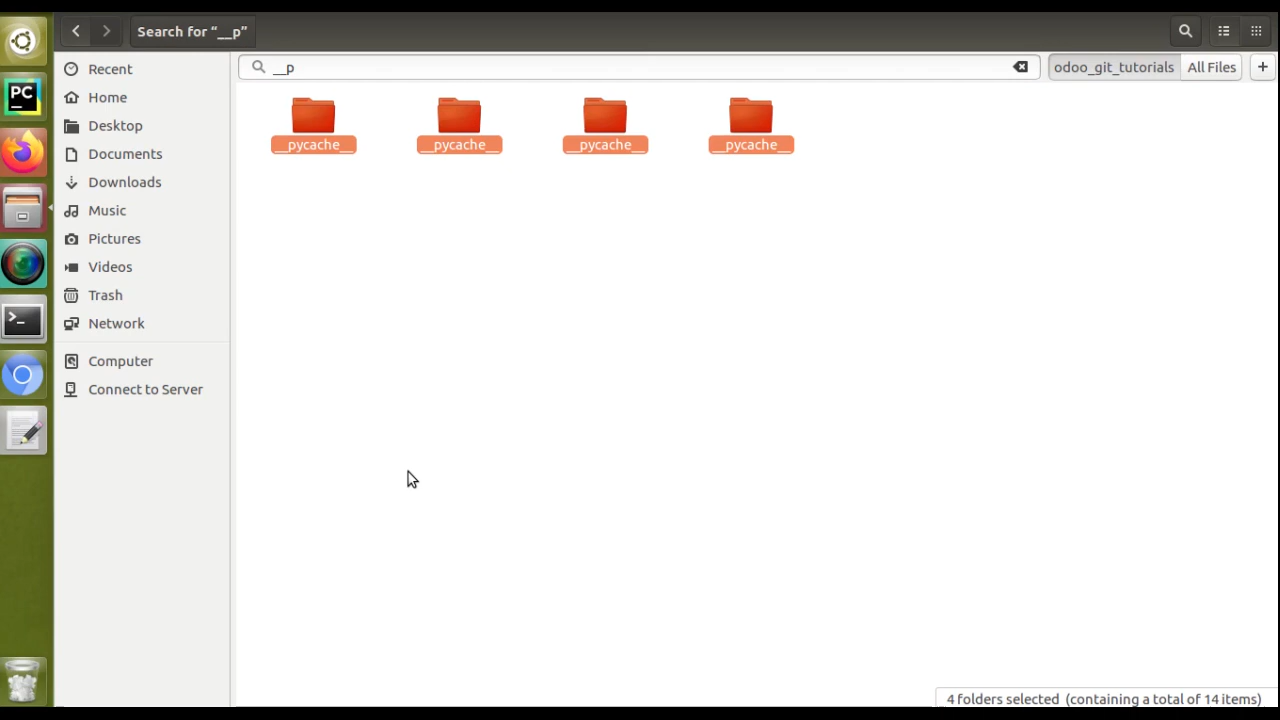 Search for “__p”
__p
odoo_git_tutorials
All Files
+
Recent
Home
Desktop
Documents
Downloads
Music
Pictures
Videos
Trash
Network
Computer
Connect to Server
__pycache__
__pycache__
__pycache__
__pycache__
PC
>_
4 folders selected (containing a total of 14 items)